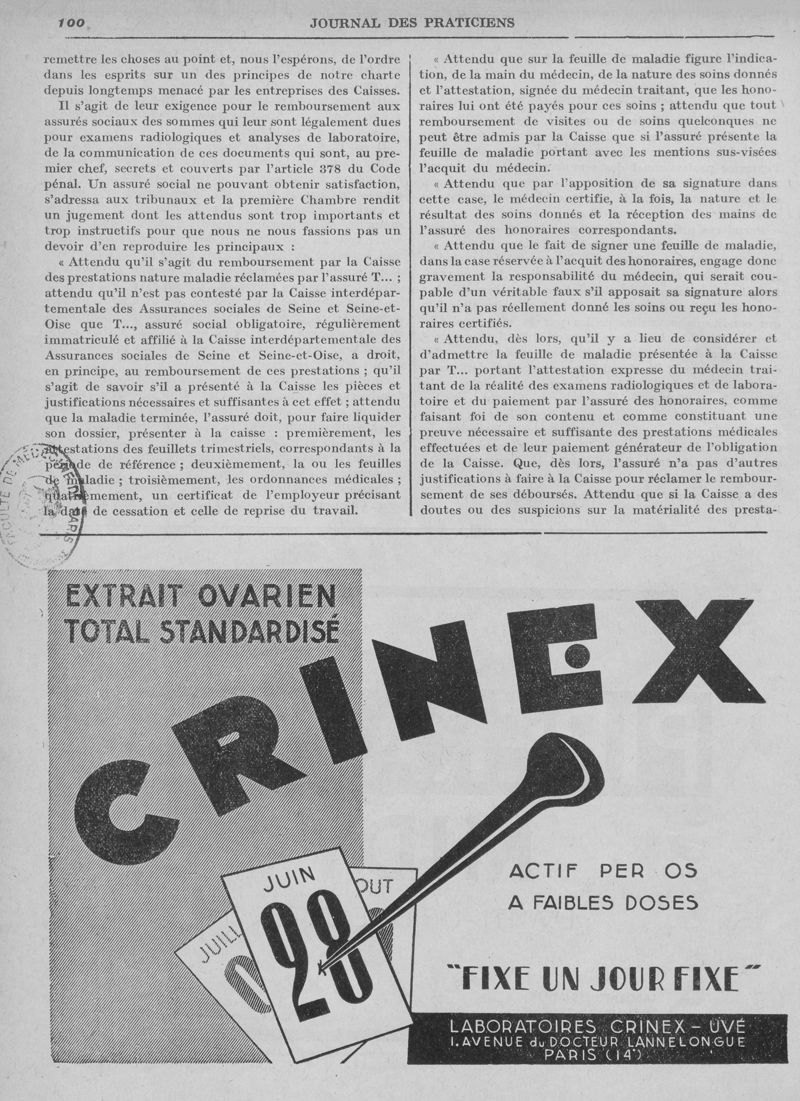 100
JOURNAL DES PRATICIENS
remettre les choses au point et, nous l'espérons, de l'ordre
dans les esprits sur un des principes de notre charte
depuis longtemps menacé par les entreprises des Caisses.
Il s'agit de leur exigence pour le remboursement aux
assurés sociaux des sommes qui leur sont légalement dues
pour examens radiologiques et analyses de laboratoire,
de la communication de ces documents qui sont, au pre-
mier chef, secrets et couverts par l'article 378 du Code
pénal. Un assuré social ne pouvant obtenir satisfaction,
s'adressa aux tribunaux et la première Chambre rendit
un jugement dont les attendus sont trop importants et
trop instructifs pour que nous ne nous fassions pas un
devoir d'en reproduire les principaux :
« Attendu qu'il s'agit du remboursement par la Caisse
des prestations nature maladie réclamées par l'assuré T... ;
attendu qu'il n'est pas contesté par la Caisse interdépar-
tementale des Assurances sociales de Seine et Seine-et-
Oise que T..., assuré social obligatoire, régulièrement
immatriculé et affilié à la Caisse interdépartementale des
Assurances sociales de Seine et Seine-et-Oise, a droit,
en principe, au remboursement de ces prestations ; qu'il
s'agit de savoir s'il a présenté à la Caisse les pièces et
justifications nécessaires et suffisantes à cet effet ; attendu
que la maladie terminée, l'assuré doit, pour faire liquider
son dossier, présenter à la caisse : premièrement, les
attestations des feuillets trimestriels, correspondants à la
période de référence ; deuxièmement, la ou les feuilles
de maladie ; troisièmement, les ordonnances médicales ;
quatrièmement, un certificat de l'employeur précisant
la date de cessation et celle de reprise du travail.
« Attendu que sur la feuille de maladie figure l'indica-
tion, de la main du médecin, de la nature des soins donnés
et l'attestation, signée du médecin traitant, que les hono-
raires lui ont été payés pour ces soins ; attendu que tout
remboursement de visites ou de soins quelconques ne
peut être admis par la Caisse que si l'assuré présente la
feuille de maladie portant avec les mentions sus-visées
l'acquit du médecin.
« Attendu que par l'apposition de sa signature dans
cette case, le médecin certifie, à la fois, la nature et le
résultat des soins donnés et la réception des mains de
l'assuré des honoraires correspondants.
« Attendu que le fait de signer une feuille de maladie,
dans la case réservée à l'acquit des honoraires, engage donc
gravement la responsabilité du médecin, qui serait cou-
pable d'un véritable faux s'il apposait sa signature alors
qu'il n'a pas réellement donné les soins ou reçu les hono-
raires certifiés.
« Attendu, dès lors, qu'il y a lieu de considérer et
d'admettre la feuille de maladie présentée à la Caisse
par T... portant l'attestation expresse du médecin trai-
tant de la réalité des examens radiologiques et de labora-
toire et du paiement par l'assuré des honoraires, comme
faisant foi de son contenu et comme constituant une
preuve nécessaire et suffisante des prestations médicales
effectuées et de leur paiement générateur de l'obligation
de la Caisse. Que, dès lors, l'assuré n'a pas d'autres
justifications à faire à la Caisse pour réclamer le rembour-
sement de ses déboursés. Attendu que si la Caisse a des
doutes ou des suspicions sur la matérialité des presta-
EXTRAIT OVARIEN
TOTAL STANDARDISÉ
CRINEX
JUIN
28
JUILL
OUT
ACTIF PER OS
A FAIBLES DOSES
"FIXE UN JOUR FIXE"
LABORATOIRES CRINEX - UVÉ
1. AVENUE du DOCTEUR LANNELONGUE
PARIS (14e)